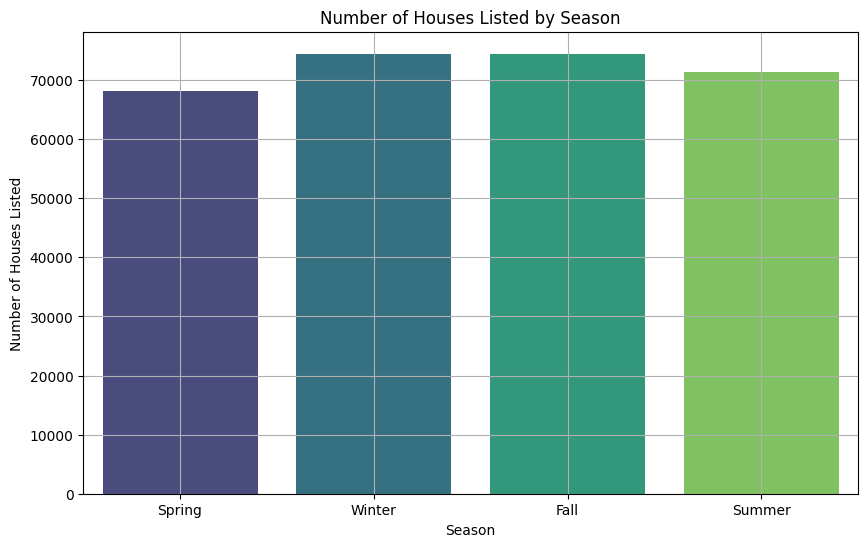 Number of Houses Listed by Season
Number of Houses Listed
70000
60000
50000
40000
30000
20000
10000
0
Spring Winter Fall Summer
Season